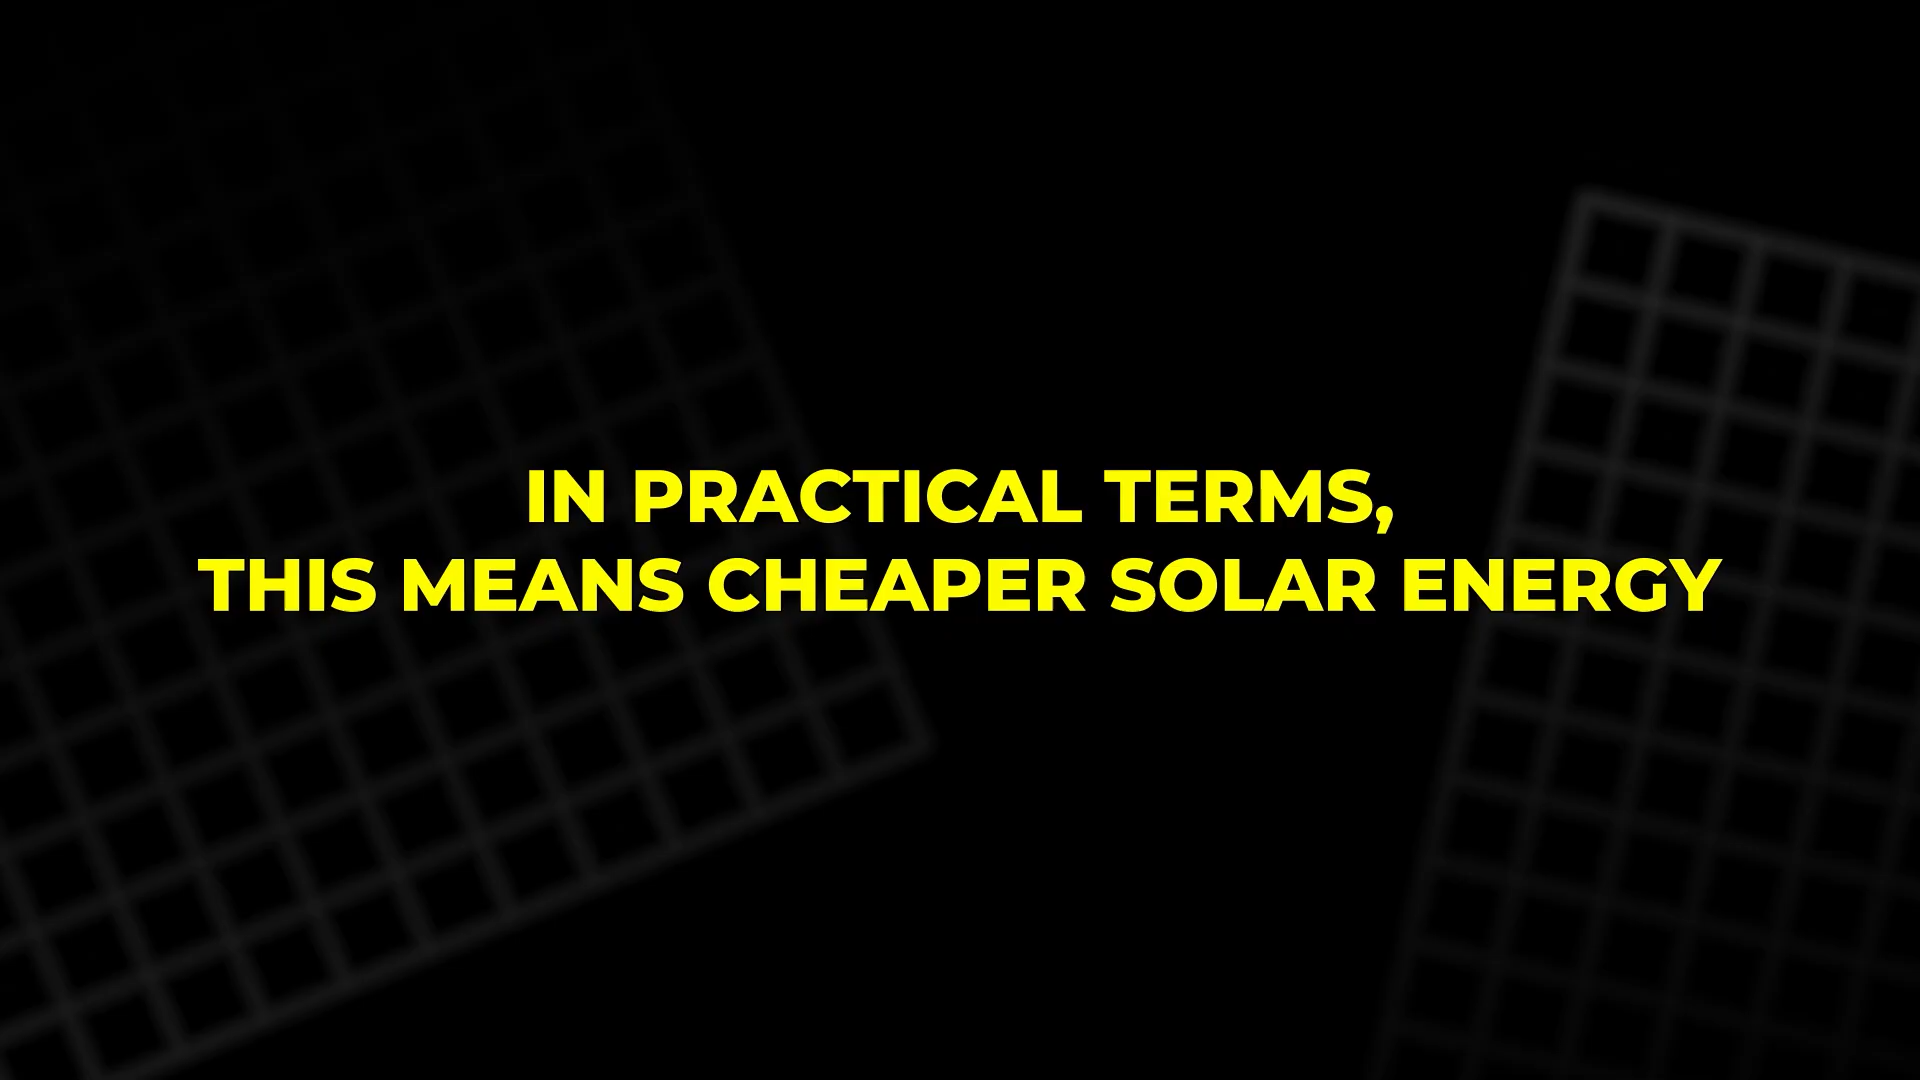 IN PRACTICAL TERMS,
THIS MEANS CHEAPER SOLAR ENERGY